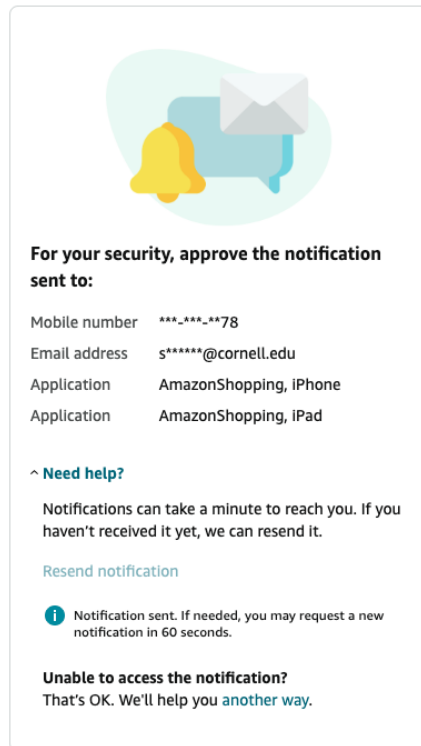 For your security, approve the notification
sent to:
Mobile number ***-***-**78
Email address s******@cornell.edu
Application AmazonShopping, iPhone
Application AmazonShopping, iPad
Need help?
Notifications can take a minute to reach you. If you
haven’t received it yet, we can resend it.
Resend notification
Notification sent. If needed, you may request a new
notification in 60 seconds.
Unable to access the notification?
That's OK. We'll help you another way.